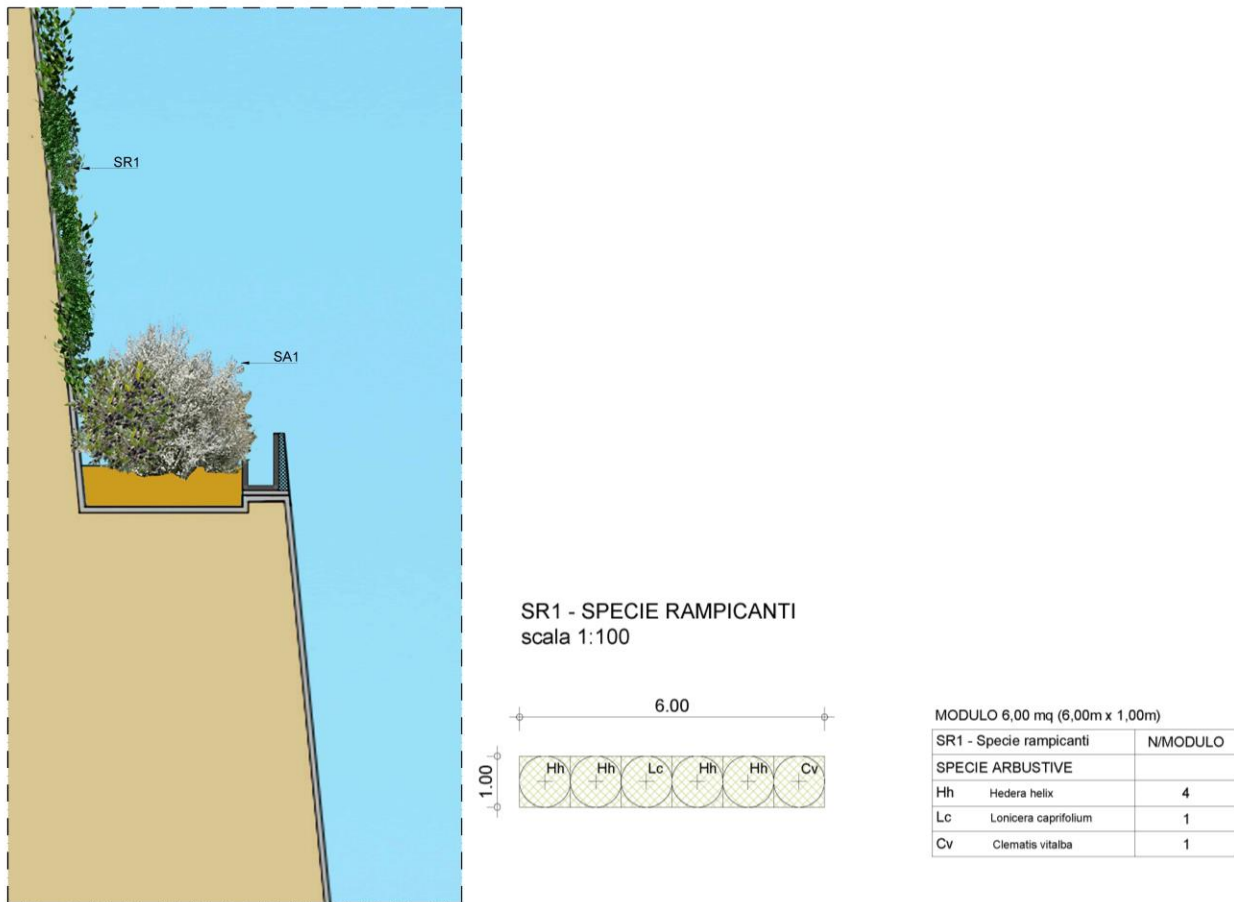 SR1
SA1
SR1 - SPECIE RAMPICANTI
scala 1:100
6.00
1.00
Hh Hh Lc Hh Hh Cv
MODULO 6,00 mq (6,00m x 1,00m)
SR1 - Specie rampicanti N/MODULO
SPECIE ARBUSTIVE
Hh Hedera helix 4
Lc Lonicera caprifolium 1
Cv Clematis vitalba 1